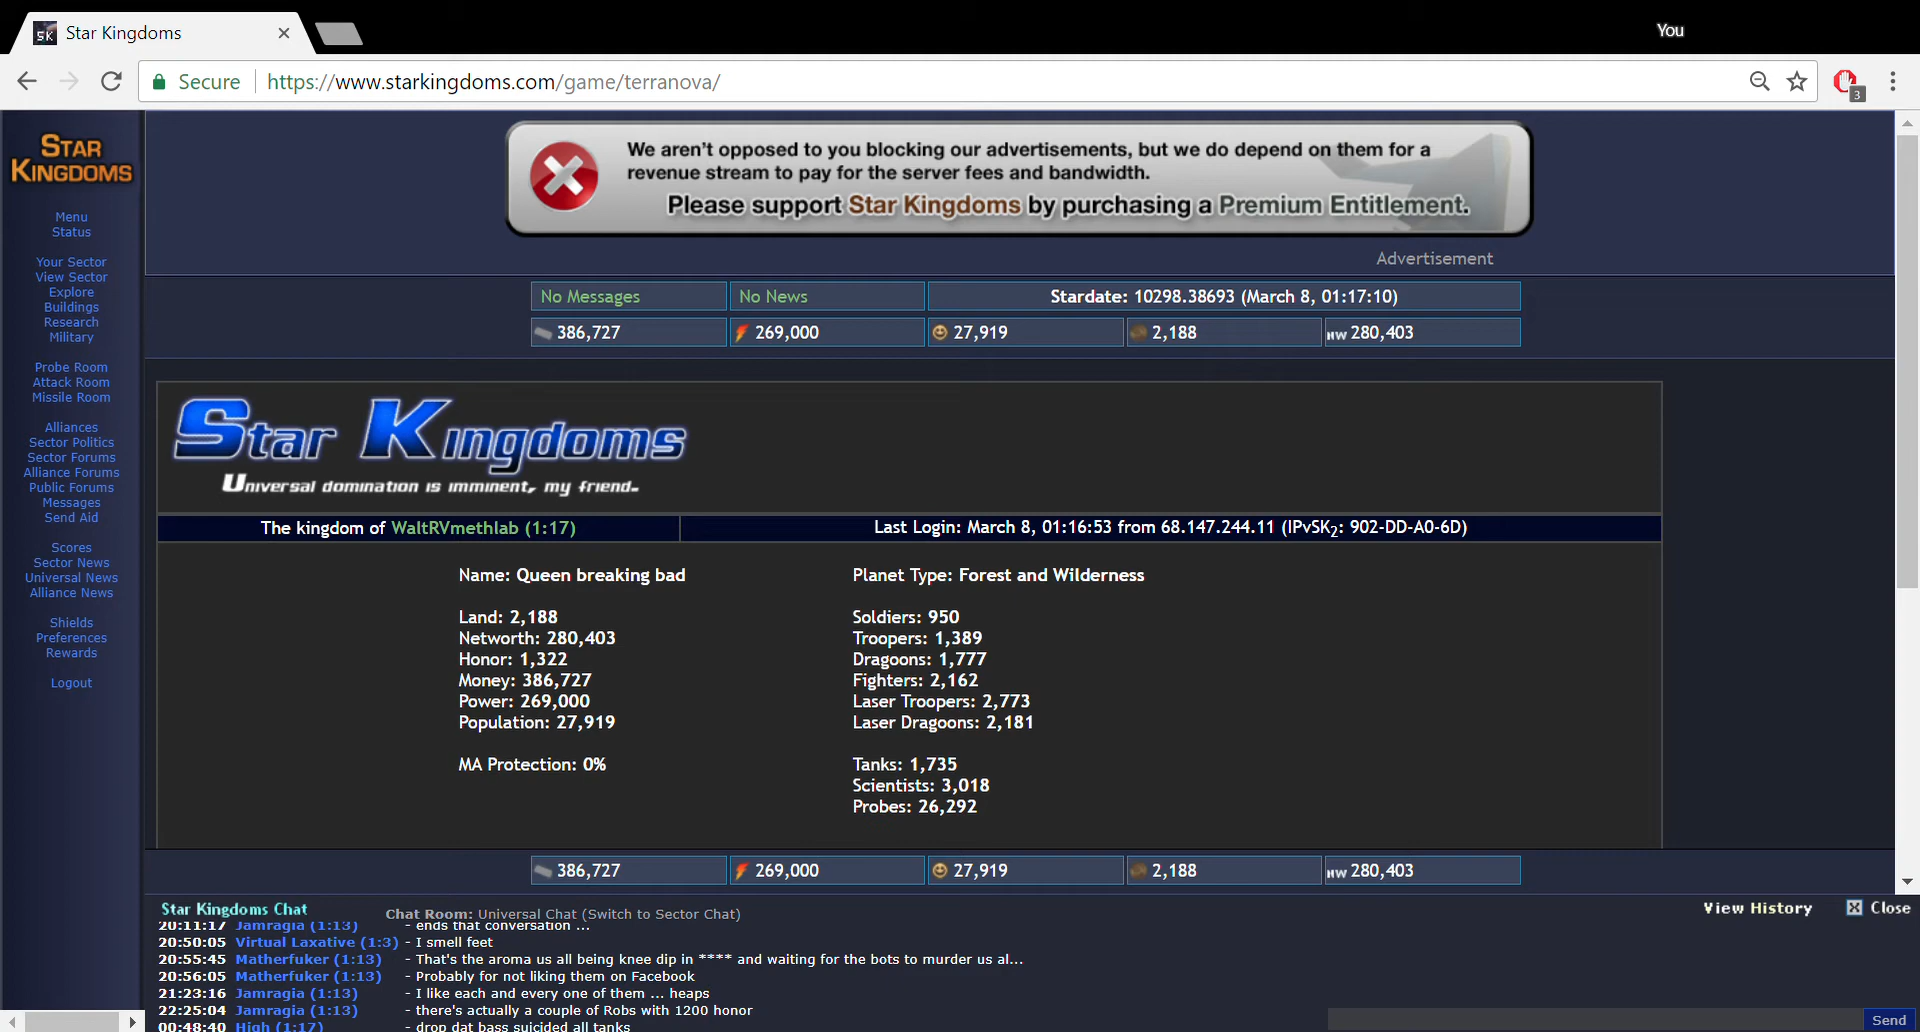 Star Kingdoms
You
Secure
https://www.starkingdoms.com/game/terranova/
3
STAR
KINGDOMS
Menu
Status
Your Sector
View Sector
Explore
Buildings
Research
Military
Probe Room
Attack Room
Missile Room
Alliances
Sector Politics
Sector Forums
Alliance Forums
Public Forums
Messages
Send Aid
Scores
Sector News
Universal News
Alliance News
Shields
Preferences
Rewards
Logout
We aren't opposed to you blocking our advertisements, but we do depend on them for a
revenue stream to pay for the server fees and bandwidth.
Please support Star Kingdoms by purchasing a Premium Entitlement.
Advertisement
No Messages
No News
Stardate: 10298.38693 (March 8, 01:17:10)
386,727
269,000
27,919
2,188
NW 280,403
Star Kingdoms
Universal domination is imminent, my friend.
The kingdom of WaltRVmethlab (1:17)
Last Login: March 8, 01:16:53 from 68.147.244.11 (IPvSK2: 902-DD-A0-6D)
Name: Queen breaking bad
Land: 2,188
Networth: 280,403
Honor: 1,322
Money: 386,727
Power: 269,000
Population: 27,919
MA Protection: 0%
Planet Type: Forest and Wilderness
Soldiers: 950
Troopers: 1,389
Dragoons: 1,777
Fighters: 2,162
Laser Troopers: 2,773
Laser Dragoons: 2,181
Tanks: 1,735
Scientists: 3,018
Probes: 26,292
386,727
269,000
27,919
2,188
NW 280,403
Star Kingdoms Chat
Chat Room: Universal Chat (Switch to Sector Chat)
View History
Close
20:11:17 Jamragia (1:13) - ends that conversation ...
20:50:05 Virtual Laxative (1:3) - I smell feet
20:55:45 Matherfuker (1:13) - That's the aroma us all being knee dip in **** and waiting for the bots to murder us al...
20:56:05 Matherfuker (1:13) - Probably for not liking them on Facebook
21:23:16 Jamragia (1:13) - I like each and every one of them ... heaps
22:25:04 Jamragia (1:13) - there's actually a couple of Robs with 1200 honor
00:48:40 High (1:17) - drop dat bass suicided all tanks
Send